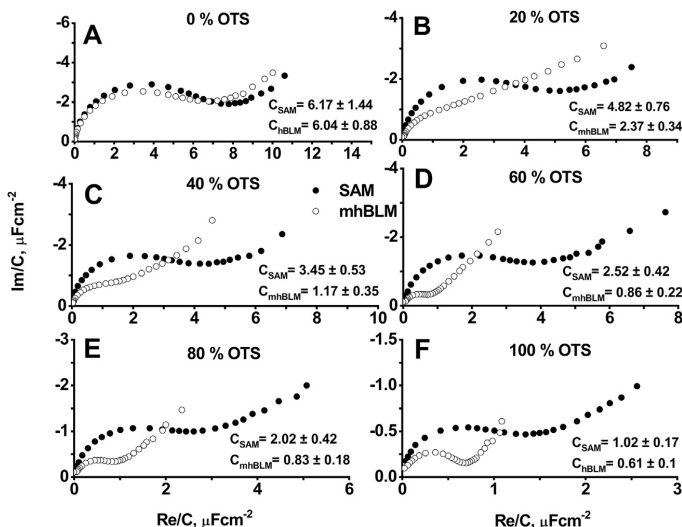 A
0 % OTS
-6
-4
-2
0
0 2 4 6 8 10 12 14
C_SAM = 6.17 ± 1.44
C_hBLM = 6.04 ± 0.88
B
20 % OTS
-4
-2
0
0 2 4 6 8
C_SAM = 4.82 ± 0.76
C_mhBLM = 2.37 ± 0.34
C
40 % OTS
-4
-2
0
0 2 4 6 8 10
C_SAM = 3.45 ± 0.53
C_mhBLM = 1.17 ± 0.35
SAM
mhBLM
D
60 % OTS
-4
-2
0
0 2 4 6 8
C_SAM = 2.52 ± 0.42
C_mhBLM = 0.86 ± 0.22
E
80 % OTS
-3
-2
-1
0
0 2 4 6
C_SAM = 2.02 ± 0.42
C_mhBLM = 0.83 ± 0.18
F
100 % OTS
-1.5
-1.0
-0.5
0.0
0 1 2 3
C_SAM = 1.02 ± 0.17
C_hBLM = 0.61 ± 0.1
Im/C, µFcm⁻²
Re/C, µFcm⁻²
Re/C, µFcm⁻²